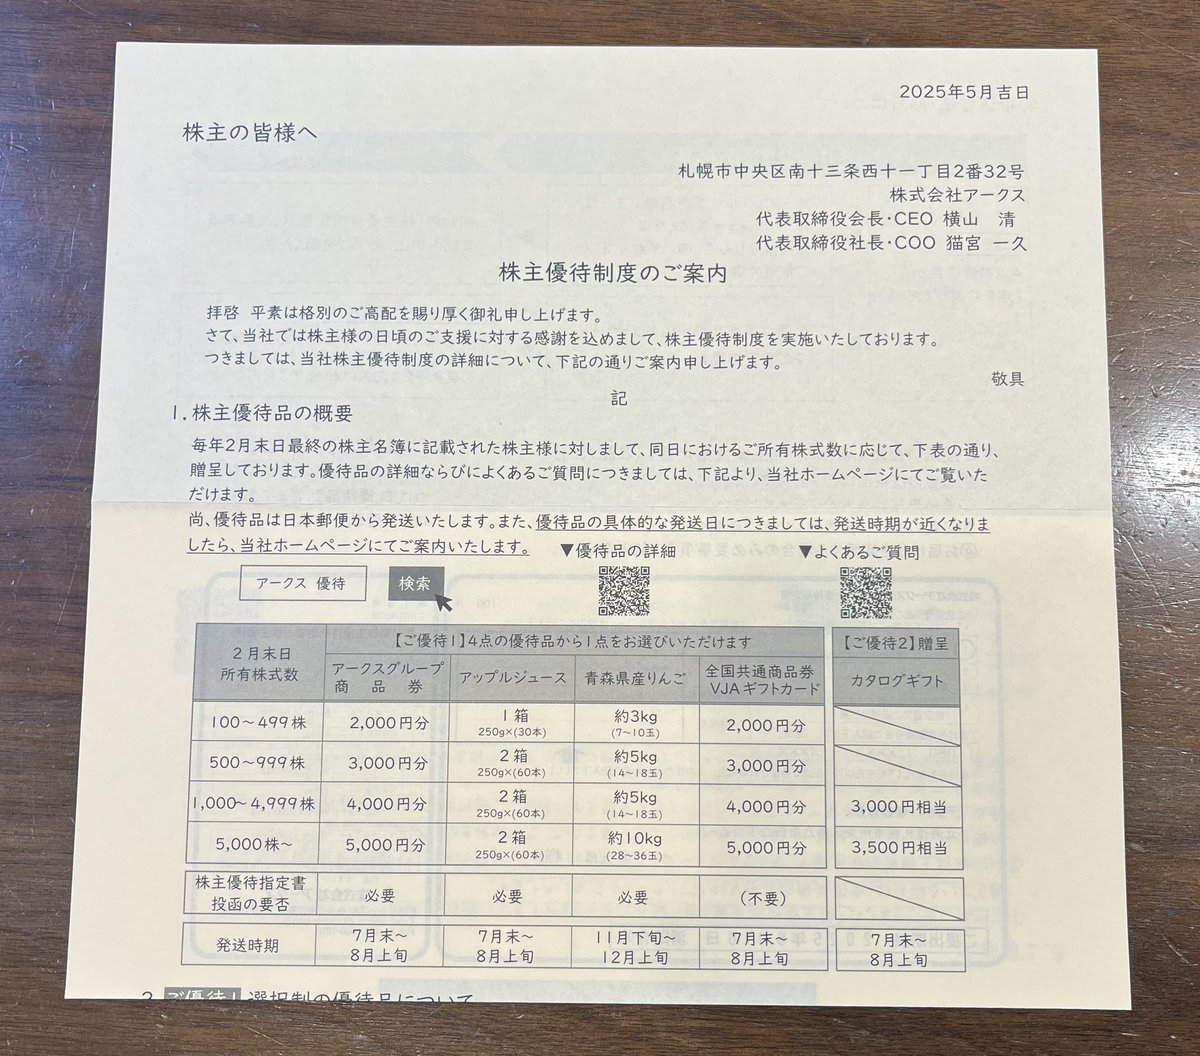 2025年5月吉日
株主の皆様へ
札幌市中央区南十三条西十一丁目2番32号
株式会社アークス
代表取締役会長・CEO 横山 清
代表取締役社長・COO 猫宮 一久
株主優待制度のご案内
拝啓 平素は格別のご高配を賜り厚く御礼申し上げます。
さて、当社では株主様の日頃のご支援に対する感謝を込めまして、株主優待制度を実施いたしております。
つきましては、当社株主優待制度の詳細について、下記の通りご案内申し上げます。
敬具
記
1.株主優待品の概要
毎年2月末日最終の株主名簿に記載された株主様に対しまして、同日におけるご所有株式数に応じて、下表の通り、
贈呈しております。優待品の詳細ならびによくあるご質問につきましては、下記より、当社ホームページにてご覧いた
だけます。
尚、優待品は日本郵便から発送いたします。また、優待品の具体的な発送日につきましては、発送時期が近くなりま
したら、当社ホームページにてご案内いたします。
▼優待品の詳細 ▼よくあるご質問
アークス 優待 検索
2月末日 所有株式数 【ご優待1】4点の優待品から1点をお選びいただけます 【ご優待2】贈呈
アークスグループ 商品券 アップルジュース 青森県産りんご 全国共通商品券 VJAギフトカード カタログギフト
100～499株 2,000円分 1箱 250g×(30本) 約3kg (7～10玉) 2,000円分
500～999株 3,000円分 2箱 250g×(60本) 約5kg (14～18玉) 3,000円分
1,000～4,999株 4,000円分 2箱 250g×(60本) 約5kg (14～18玉) 4,000円分 3,000円相当
5,000株～ 5,000円分 2箱 250g×(60本) 約10kg (28～36玉) 5,000円分 3,500円相当
株主優待指定書 投函の要否 必要 必要 必要 (不要)
発送時期 7月末～ 8月上旬 7月末～ 8月上旬 11月下旬～ 12月上旬 7月末～ 8月上旬 7月末～ 8月上旬
2.ご優待1選択制の優待品について